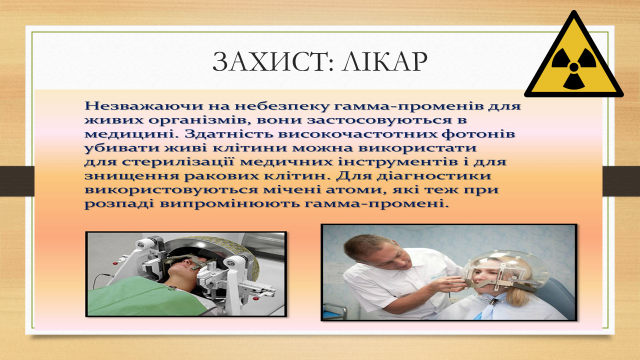 ЗАХИСТ: ЛІКАР
Незважаючи на небезпеку гамма-променів для
живих організмів, вони застосовуються в
медицині. Здатність високочастотних фотонів
убивати живі клітини можна використати
для стерилізації медичних інструментів і для
знищення ракових клітин. Для діагностики
використовуються мічені атоми, які теж при
розпаді випромінюють гамма-промені.